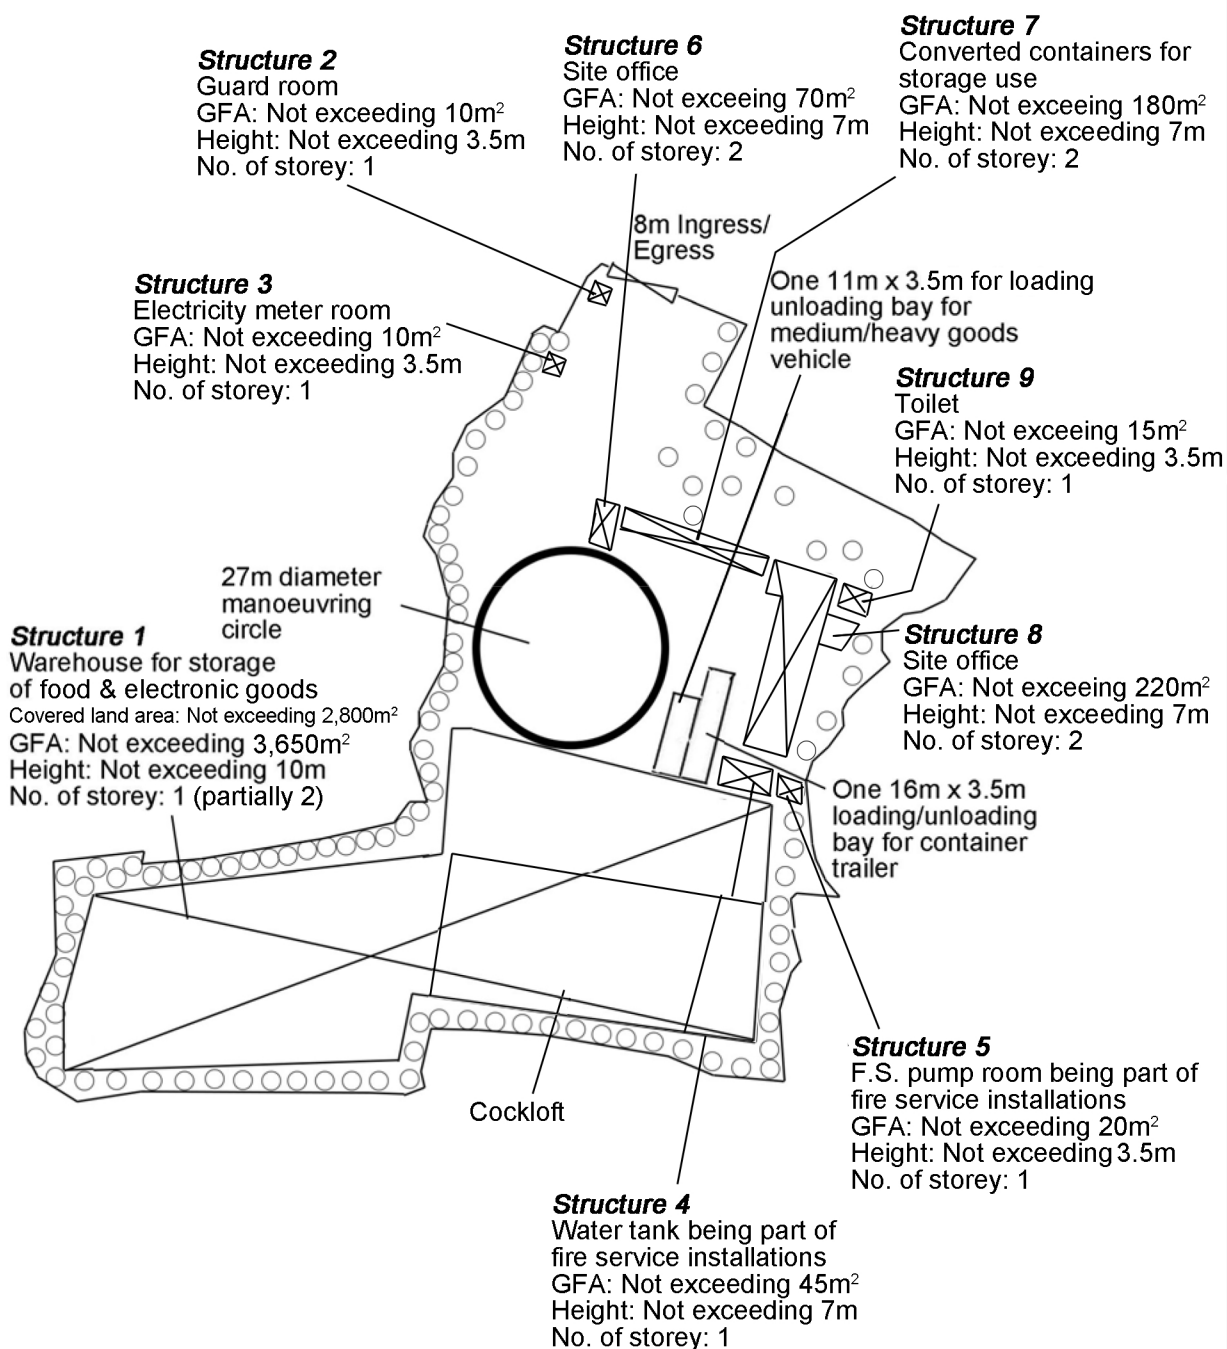 Structure 2
Guard room
GFA: Not exceeding 10m²
Height: Not exceeding 3.5m
No. of storey: 1
Structure 6
Site office
GFA: Not exceeing 70m²
Height: Not exceeding 7m
No. of storey: 2
Structure 7
Converted containers for
storage use
GFA: Not exceeing 180m²
Height: Not exceeding 7m
No. of storey: 2
8m Ingress/
Egress
Structure 3
Electricity meter room
GFA: Not exceeding 10m²
Height: Not exceeding 3.5m
No. of storey: 1
One 11m x 3.5m for loading
unloading bay for
medium/heavy goods
vehicle
Structure 9
Toilet
GFA: Not exceeing 15m²
Height: Not exceeding 3.5m
No. of storey: 1
27m diameter
manoeuvring
circle
Structure 1
Warehouse for storage
of food & electronic goods
Covered land area: Not exceeding 2,800m²
GFA: Not exceeding 3,650m²
Height: Not exceeding 10m
No. of storey: 1 (partially 2)
Structure 8
Site office
GFA: Not exceeing 220m²
Height: Not exceeding 7m
No. of storey: 2
One 16m x 3.5m
loading/unloading
bay for container
trailer
Structure 5
F.S. pump room being part of
fire service installations
GFA: Not exceeding 20m²
Height: Not exceeding 3.5m
No. of storey: 1
Cockloft
Structure 4
Water tank being part of
fire service installations
GFA: Not exceeding 45m²
Height: Not exceeding 7m
No. of storey: 1